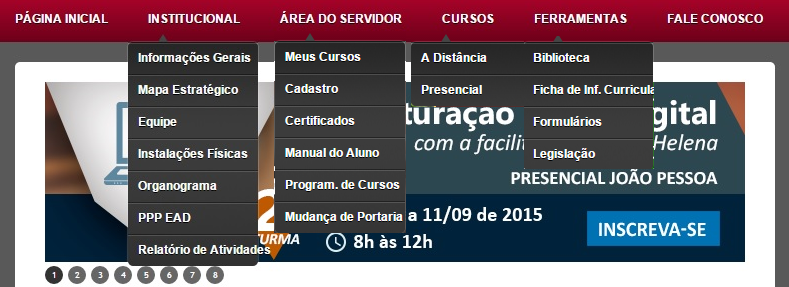 PÁGINA INICIAL INSTITUCIONAL ÁREA DO SERVIDOR CURSOS FERRAMENTAS FALE CONOSCO
Informações Gerais
Mapa Estratégico
Equipe
Instalações Físicas
Organograma
PPP EAD
Relatório de Atividades
Meus Cursos
Cadastro
Certificados
Manual do Aluno
Program. de Cursos
Mudança de Portaria
A Distância
Presencial
Biblioteca
Ficha de Inf. Curricula
Formulários
Legislação
turação gital
com a facilit Helena
PRESENCIAL JOÃO PESSOA
a 11/09 de 2015
2
TURMA
8h às 12h
INSCREVA-SE
1 2 3 4 5 6 7 8